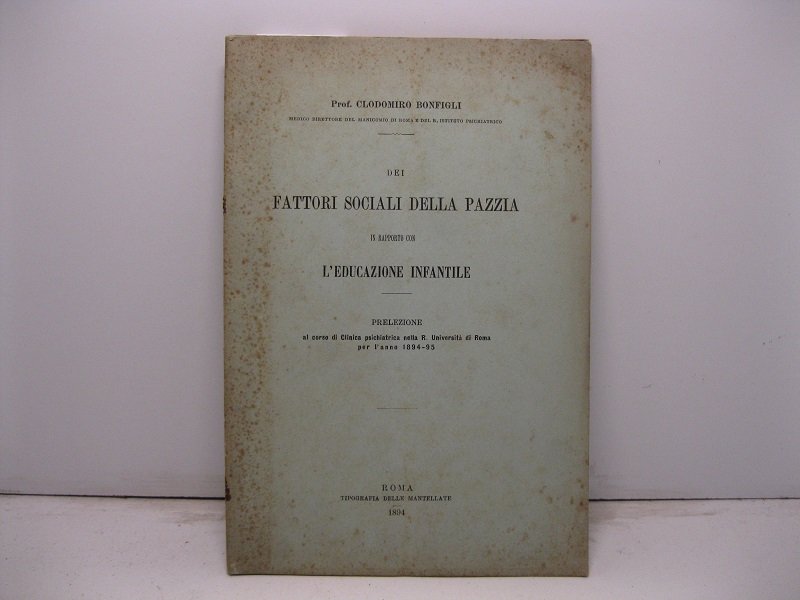 Prof. CLODOMIRO BONFIGLI
MEDICO DIRETTORE DEL MANICOMIO DI ROMA E DEL R. ISTITUTO PSICHIATRICO
DEI
FATTORI SOCIALI DELLA PAZZIA
IN RAPPORTO CON
L'EDUCAZIONE INFANTILE
PRELEZIONE
al corso di Clinica psichiatrica nella R. Università di Roma
per l'anno 1894-95
ROMA
TIPOGRAFIA DELLE MANTELLATE
1894